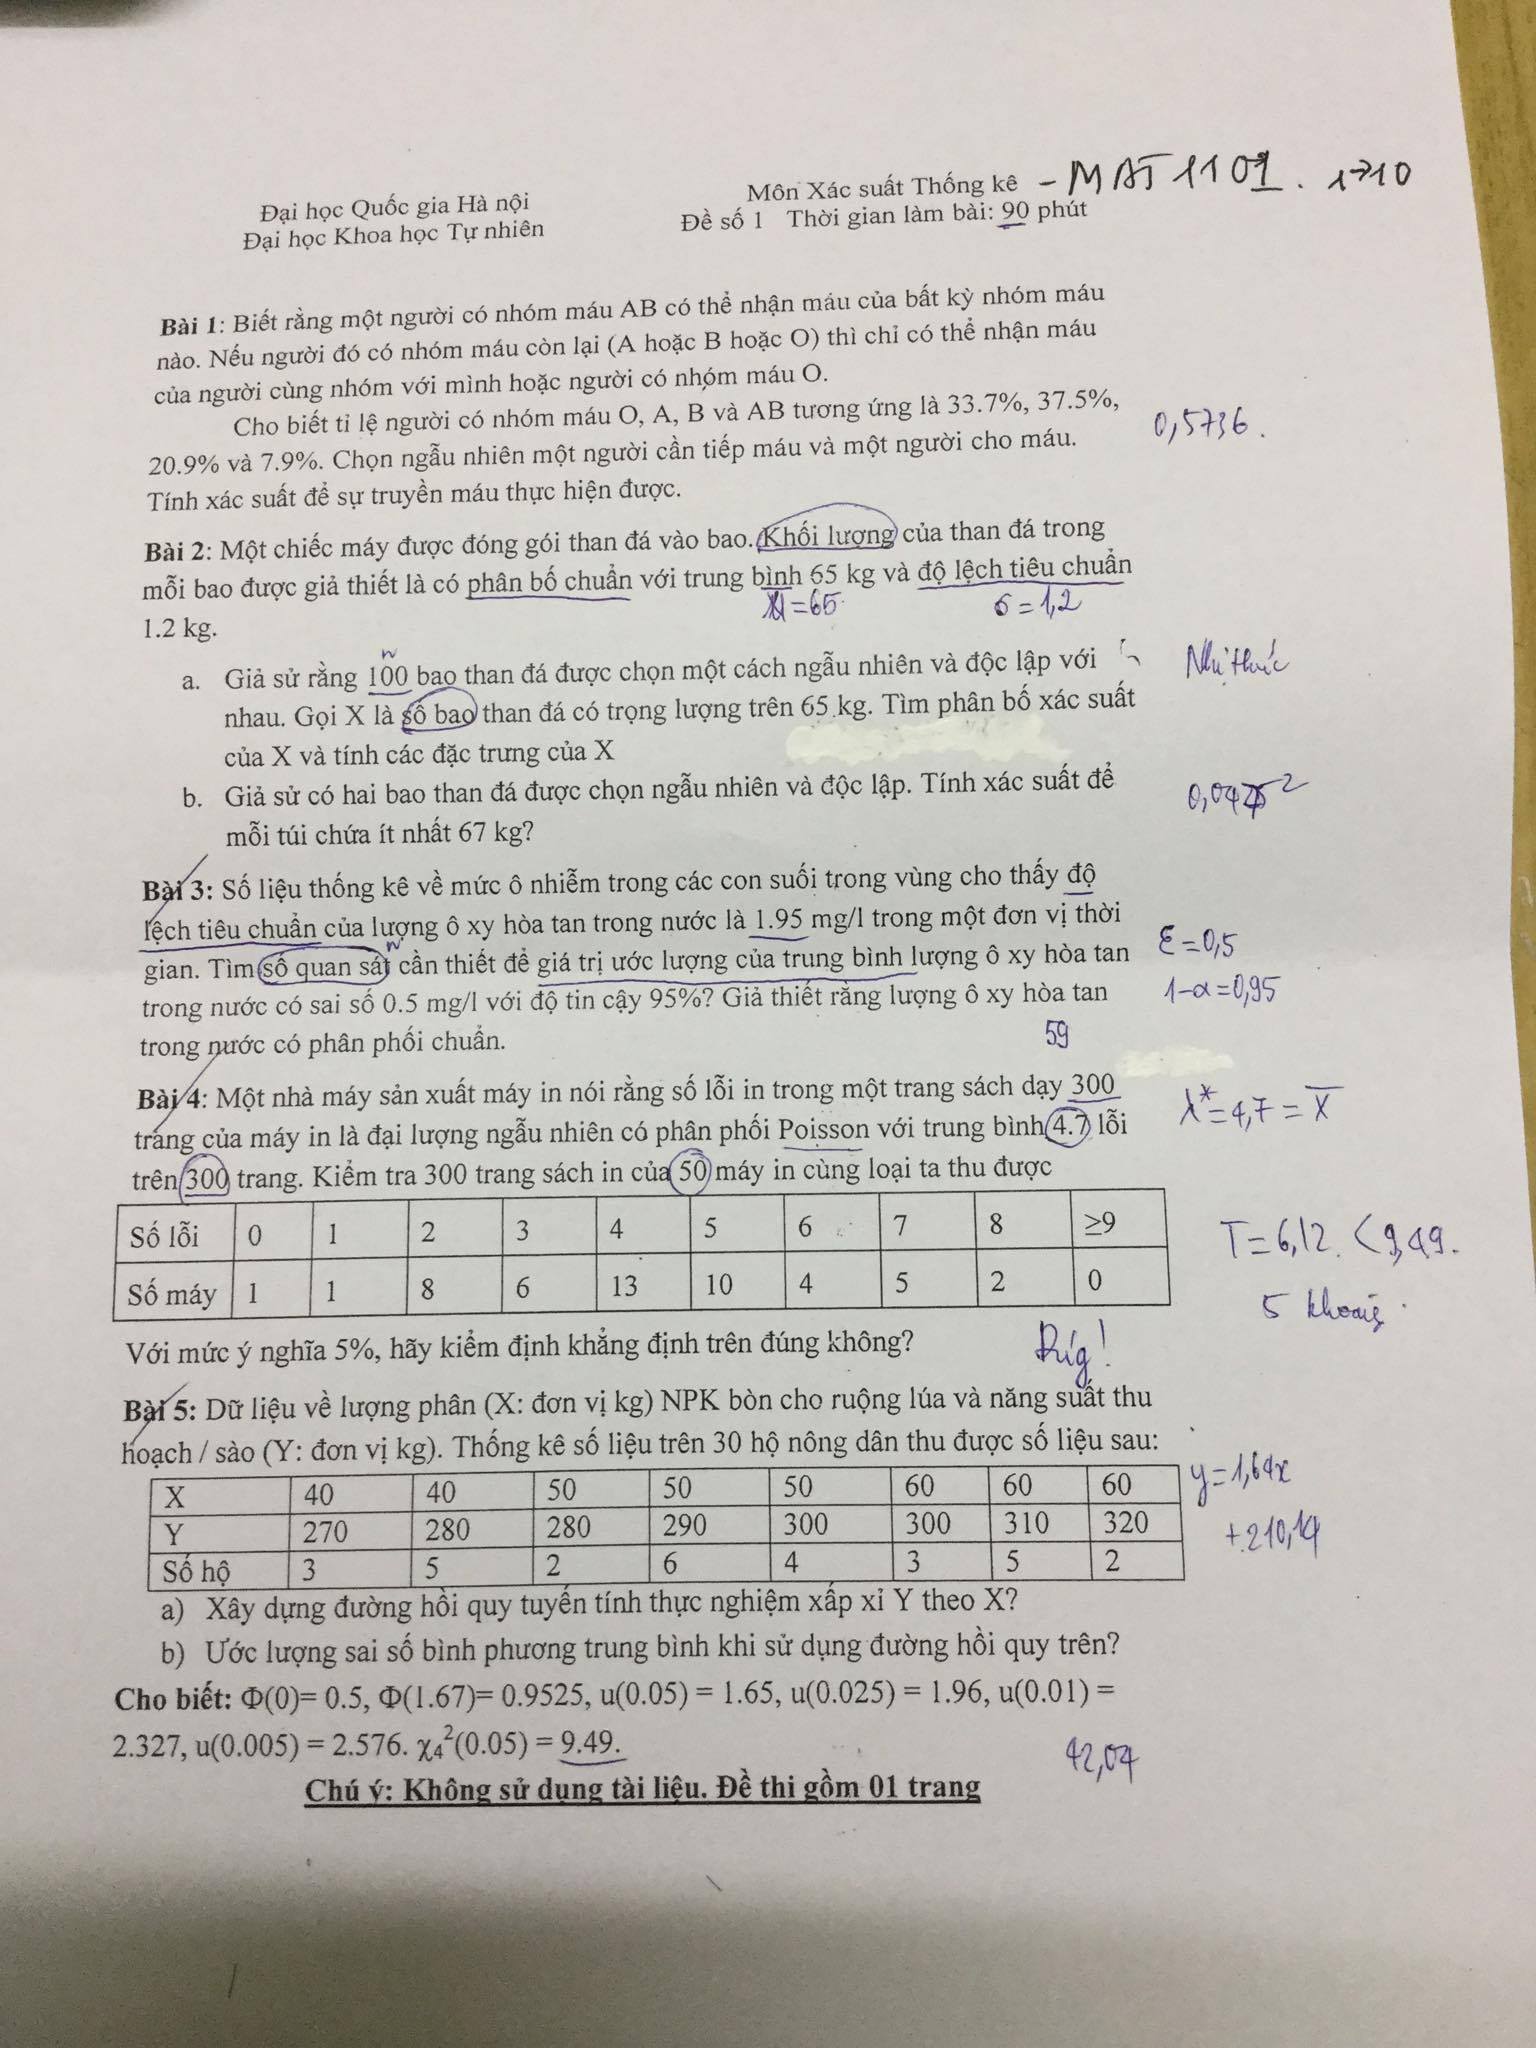 Đại học Quốc gia Hà nội
Đại học Khoa học Tự nhiên
Môn Xác suất Thống kê - MAT1101. 1→10
Đề số 1 Thời gian làm bài: 90 phút
Bài 1: Biết rằng một người có nhóm máu AB có thể nhận máu của bất kỳ nhóm máu
nào. Nếu người đó có nhóm máu còn lại (A hoặc B hoặc O) thì chỉ có thể nhận máu
của người cùng nhóm với mình hoặc người có nhóm máu O.
Cho biết tỉ lệ người có nhóm máu O, A, B và AB tương ứng là 33.7%, 37.5%,
0,5736.
20.9% và 7.9%. Chọn ngẫu nhiên một người cần tiếp máu và một người cho máu.
Tính xác suất để sự truyền máu thực hiện được.
Bài 2: Một chiếc máy được đóng gói than đá vào bao. Khối lượng của than đá trong
mỗi bao được giả thiết là có phân bố chuẩn với trung bình 65 kg và độ lệch tiêu chuẩn
=65 σ=1,2
1.2 kg.
n
a. Giả sử rằng 100 bao than đá được chọn một cách ngẫu nhiên và độc lập với
Nhị thức
nhau. Gọi X là số bao than đá có trọng lượng trên 65 kg. Tìm phân bố xác suất
của X và tính các đặc trưng của X
b. Giả sử có hai bao than đá được chọn ngẫu nhiên và độc lập. Tính xác suất để
mỗi túi chứa ít nhất 67 kg?
Bài 3: Số liệu thống kê về mức ô nhiễm trong các con suối trong vùng cho thấy độ
lệch tiêu chuẩn của lượng ô xy hòa tan trong nước là 1.95 mg/l trong một đơn vị thời
n
gian. Tìm số quan sát cần thiết để giá trị ước lượng của trung bình lượng ô xy hòa tan
ε=0,5
trong nước có sai số 0.5 mg/l với độ tin cậy 95%? Giả thiết rằng lượng ô xy hòa tan
1-α=0,95
trong nước có phân phối chuẩn.
59
Bài 4: Một nhà máy sản xuất máy in nói rằng số lỗi in trong một trang sách dạy 300
trang của máy in là đại lượng ngẫu nhiên có phân phối Poisson với trung bình 4.7 lỗi
λ*=4,7=X̄
trên 300 trang. Kiểm tra 300 trang sách in của 50 máy in cùng loại ta thu được
Số lỗi 0 1 2 3 4 5 6 7 8 ≥9
Số máy 1 1 8 6 13 10 4 5 2 0
T=6,12 <9,49.
5 khoảng.
Với mức ý nghĩa 5%, hãy kiểm định khẳng định trên đúng không?
Đúng!
Bài 5: Dữ liệu về lượng phân (X: đơn vị kg) NPK bòn cho ruộng lúa và năng suất thu
hoạch / sào (Y: đơn vị kg). Thống kê số liệu trên 30 hộ nông dân thu được số liệu sau:
X 40 40 50 50 50 60 60 60
Y 270 280 280 290 300 300 310 320
Số hộ 3 5 2 6 4 3 5 2
y=1,64x
+210,14
a) Xây dựng đường hồi quy tuyến tính thực nghiệm xấp xỉ Y theo X?
b) Ước lượng sai số bình phương trung bình khi sử dụng đường hồi quy trên?
Cho biết: Φ(0)= 0.5, Φ(1.67)= 0.9525, u(0.05) = 1.65, u(0.025) = 1.96, u(0.01) =
2.327, u(0.005) = 2.576. χ₄²(0.05) = 9.49.
42,04
Chú ý: Không sử dụng tài liệu. Đề thi gồm 01 trang